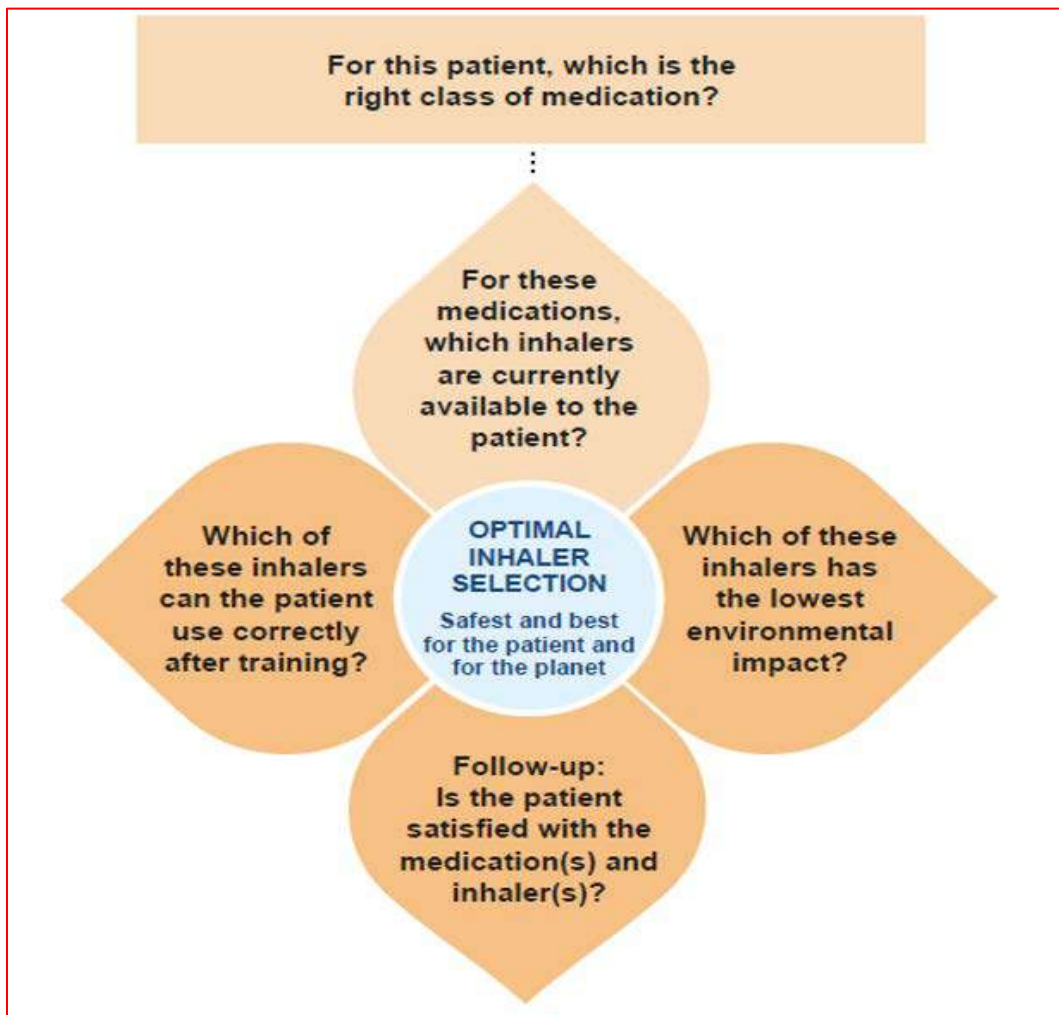 For this patient, which is the
right class of medication?
For these
medications,
which inhalers
are currently
available to the
patient?
Which of
these inhalers
can the patient
use correctly
after training?
OPTIMAL
INHALER
SELECTION
Safest and best
for the patient and
for the planet
Which of these
inhalers has
the lowest
environmental
impact?
Follow-up:
Is the patient
satisfied with the
medication(s) and
inhaler(s)?